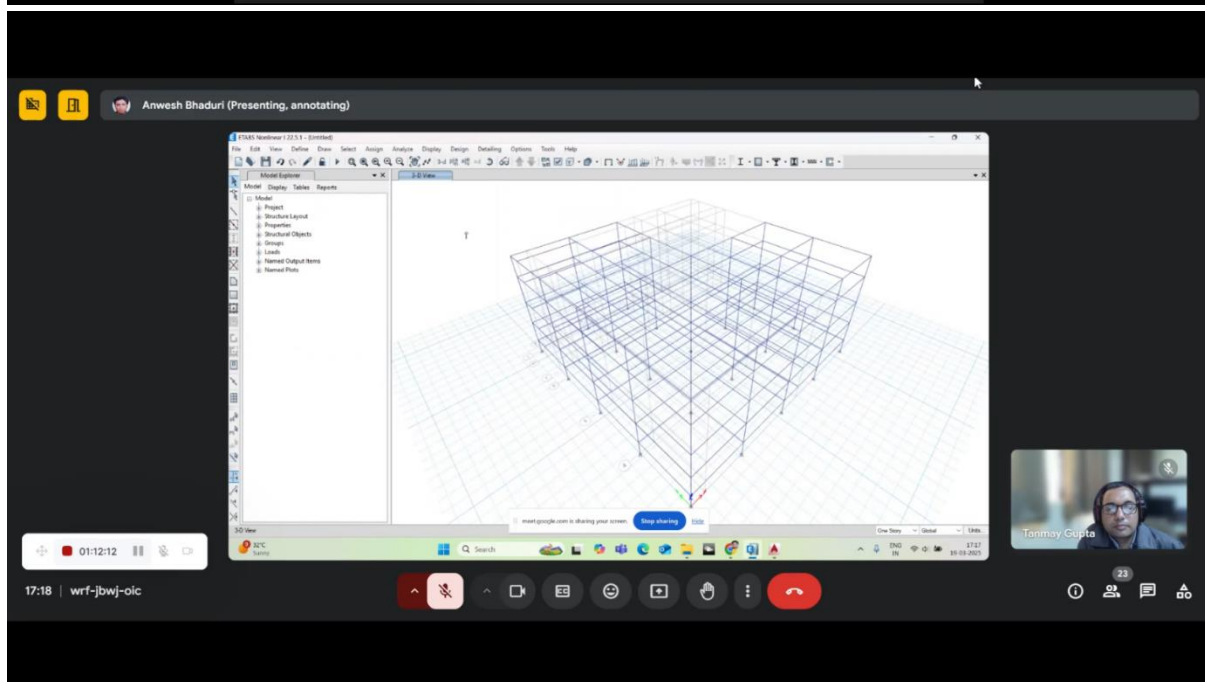 Anwesh Bhaduri (Presenting, annotating)
ETABS Nonlinear | 22.5.1 - (Untitled)
File Edit View Define Draw Select Assign Analyze Display Design Detailing Options Tools Help
Model Explorer
3-D View
Model Display Tables Reports
Model
Project
Structure Layout
Properties
Structural Objects
Groups
Loads
Named Output Items
Named Plots
meet.google.com is sharing your screen. Stop sharing Hide
3-D View
One Story Global Units...
32°C
Sunny
Search
ENG
IN
17:17
19-03-2025
Tanmay Gupta
01:12:12
17:18 | wrf-jbwj-oic
23